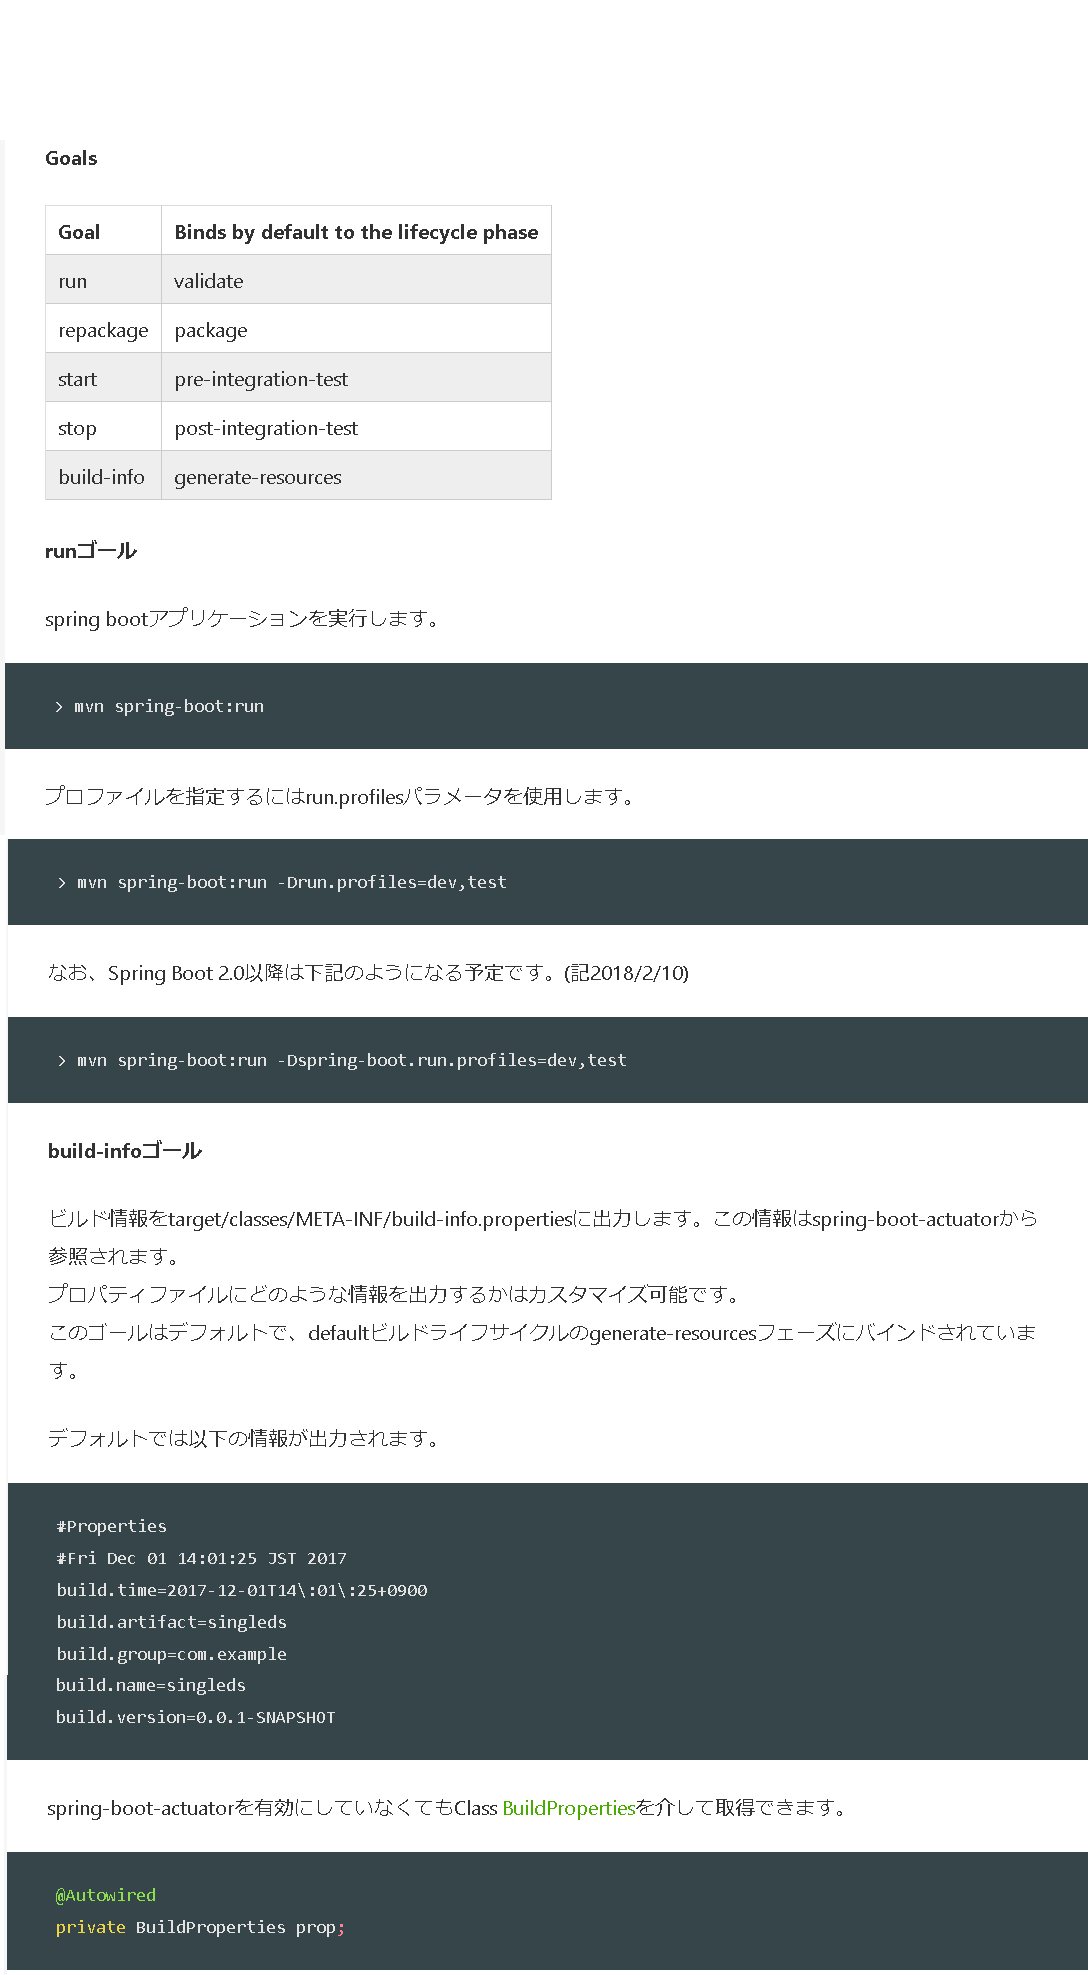 Goals
Goal Binds by default to the lifecycle phase
run validate
repackage package
start pre-integration-test
stop post-integration-test
build-info generate-resources
runゴール
spring bootアプリケーションを実行します。
> mvn spring-boot:run
プロファイルを指定するにはrun.profilesパラメータを使用します。
> mvn spring-boot:run -Drun.profiles=dev,test
なお、Spring Boot 2.0以降は下記のようになる予定です。(記2018/2/10)
> mvn spring-boot:run -Dspring-boot.run.profiles=dev,test
build-infoゴール
ビルド情報をtarget/classes/META-INF/build-info.propertiesに出力します。この情報はspring-boot-actuatorから
参照されます。
プロパティファイルにどのような情報を出力するかはカスタマイズ可能です。
このゴールはデフォルトで、defaultビルドライフサイクルのgenerate-resourcesフェーズにバインドされていま
す。
デフォルトでは以下の情報が出力されます。
#Properties
#Fri Dec 01 14:01:25 JST 2017
build.time=2017-12-01T14\:01\:25+0900
build.artifact=singleds
build.group=com.example
build.name=singleds
build.version=0.0.1-SNAPSHOT
spring-boot-actuatorを有効にしていなくてもClass BuildPropertiesを介して取得できます。
@Autowired
private BuildProperties prop;